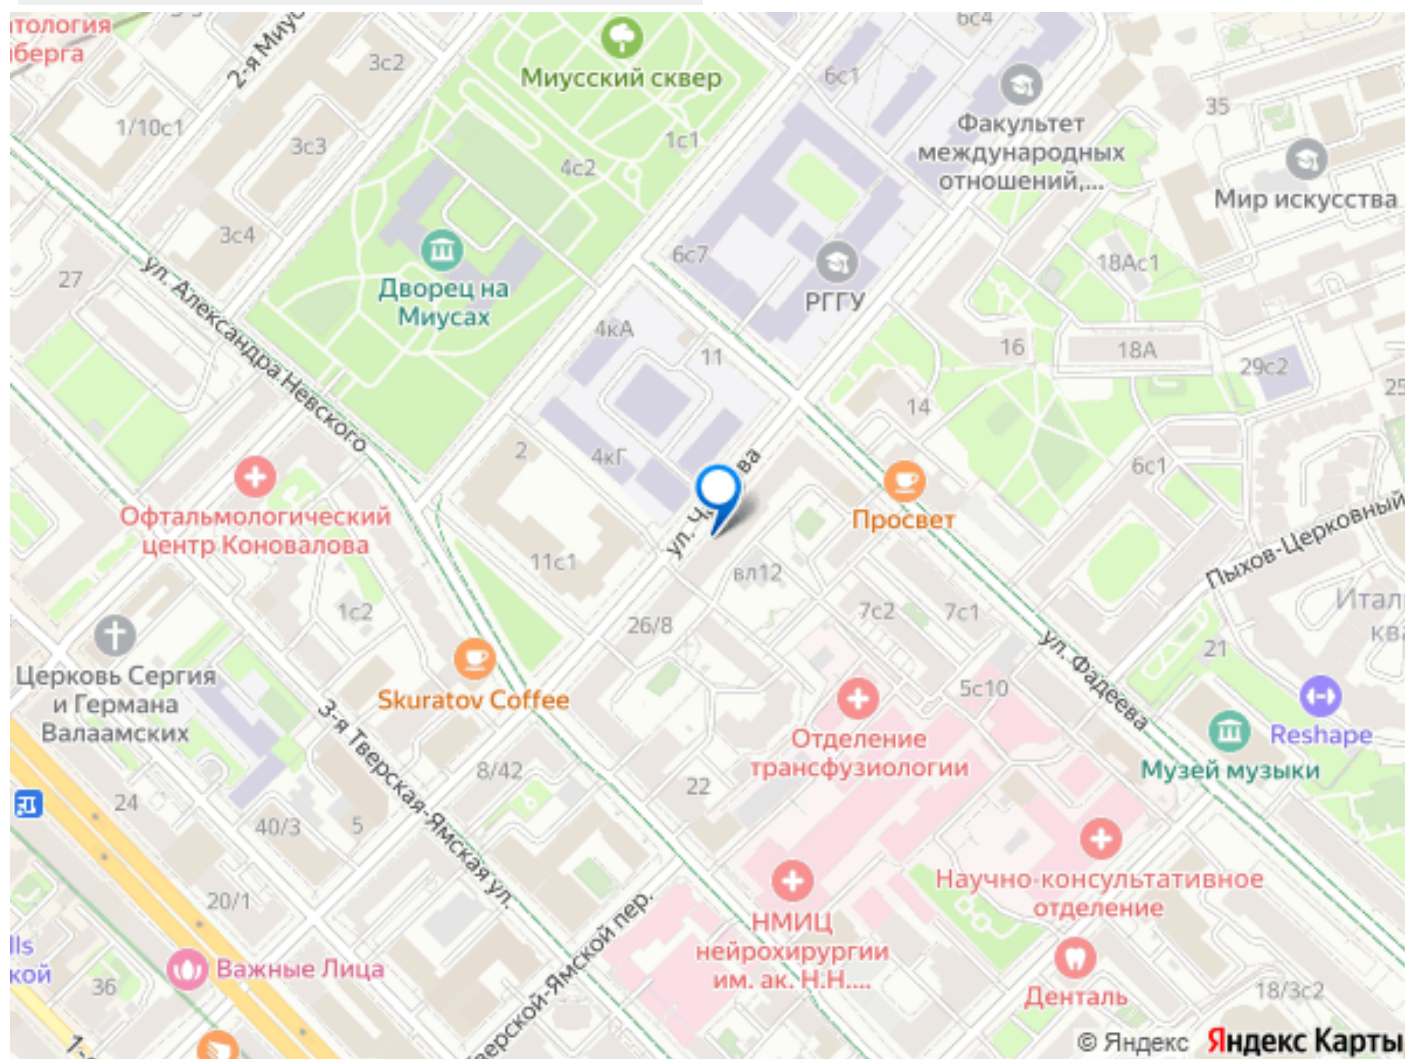 тология
берга
2-я Миус
3с2
Миусский сквер
6с4
6с1
35
Факультет
международных
отношений,...
Мир искусства
1/10с1
3с3
1с1
4с2
3с4
6с7
18Ас1
27
ул. Александра Невского
Дворец на
Миусах
РГГУ
4кА
11
16
18А
29с2
25
14
2
4кГ
6с1
ул. Ч
ва
Просвет
Офтальмологический
центр Коновалова
Пыхов-Церковный
11с1
вл12
Итал
ква
1с2
26/8
7с2
7с1
ул. Фадеева
21
Церковь Сергия
и Германа
Валаамских
Skuratov Coffee
5с10
Reshape
3-я Тверская-Ямская ул.
Отделение
трансфузиологии
Музей музыки
8/42
22
24
40/3
5
Научно-консультативное
отделение
20/1
НМИЦ
нейрохирургии
им. ак. Н.Н....
верской-Ямской пер.
lls
кой
Важные Лица
36
Денталь
18/3с2
© Яндекс
Яндекс Карты